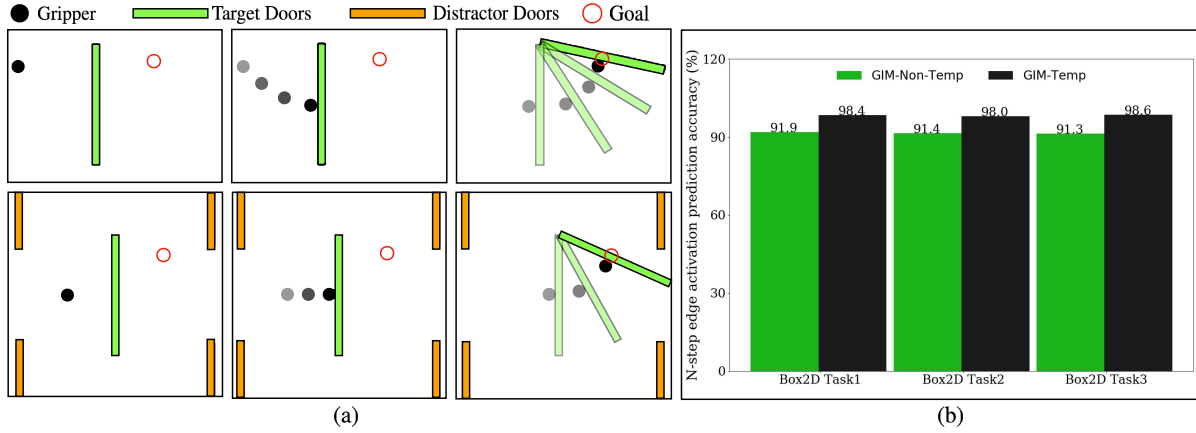 Gripper Target Doors Distractor Doors Goal
N-step edge activation prediction accuracy (%)
120
90
60
30
0
GIM-Non-Temp GIM-Temp
91.9 98.4 91.4 98.0 91.3 98.6
Box2D Task1 Box2D Task2 Box2D Task3
(a) (b)